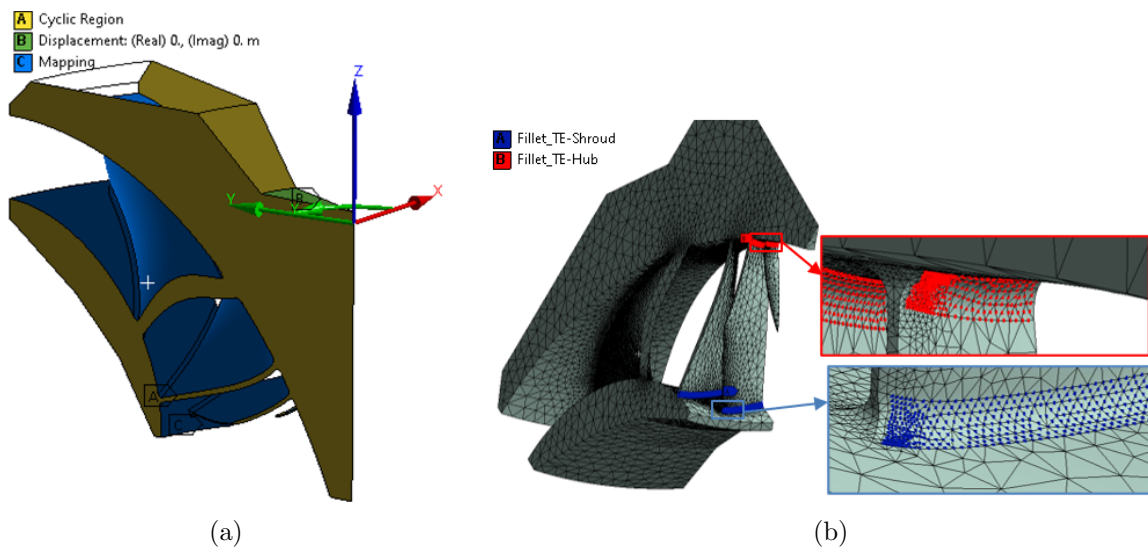 A Cyclic Region
B Displacement: (Real) 0., (Imag) 0. m
C Mapping
Z
X
Y
B
Y
A
C
A Fillet_TE-Shroud
B Fillet_TE-Hub
(a)
(b)